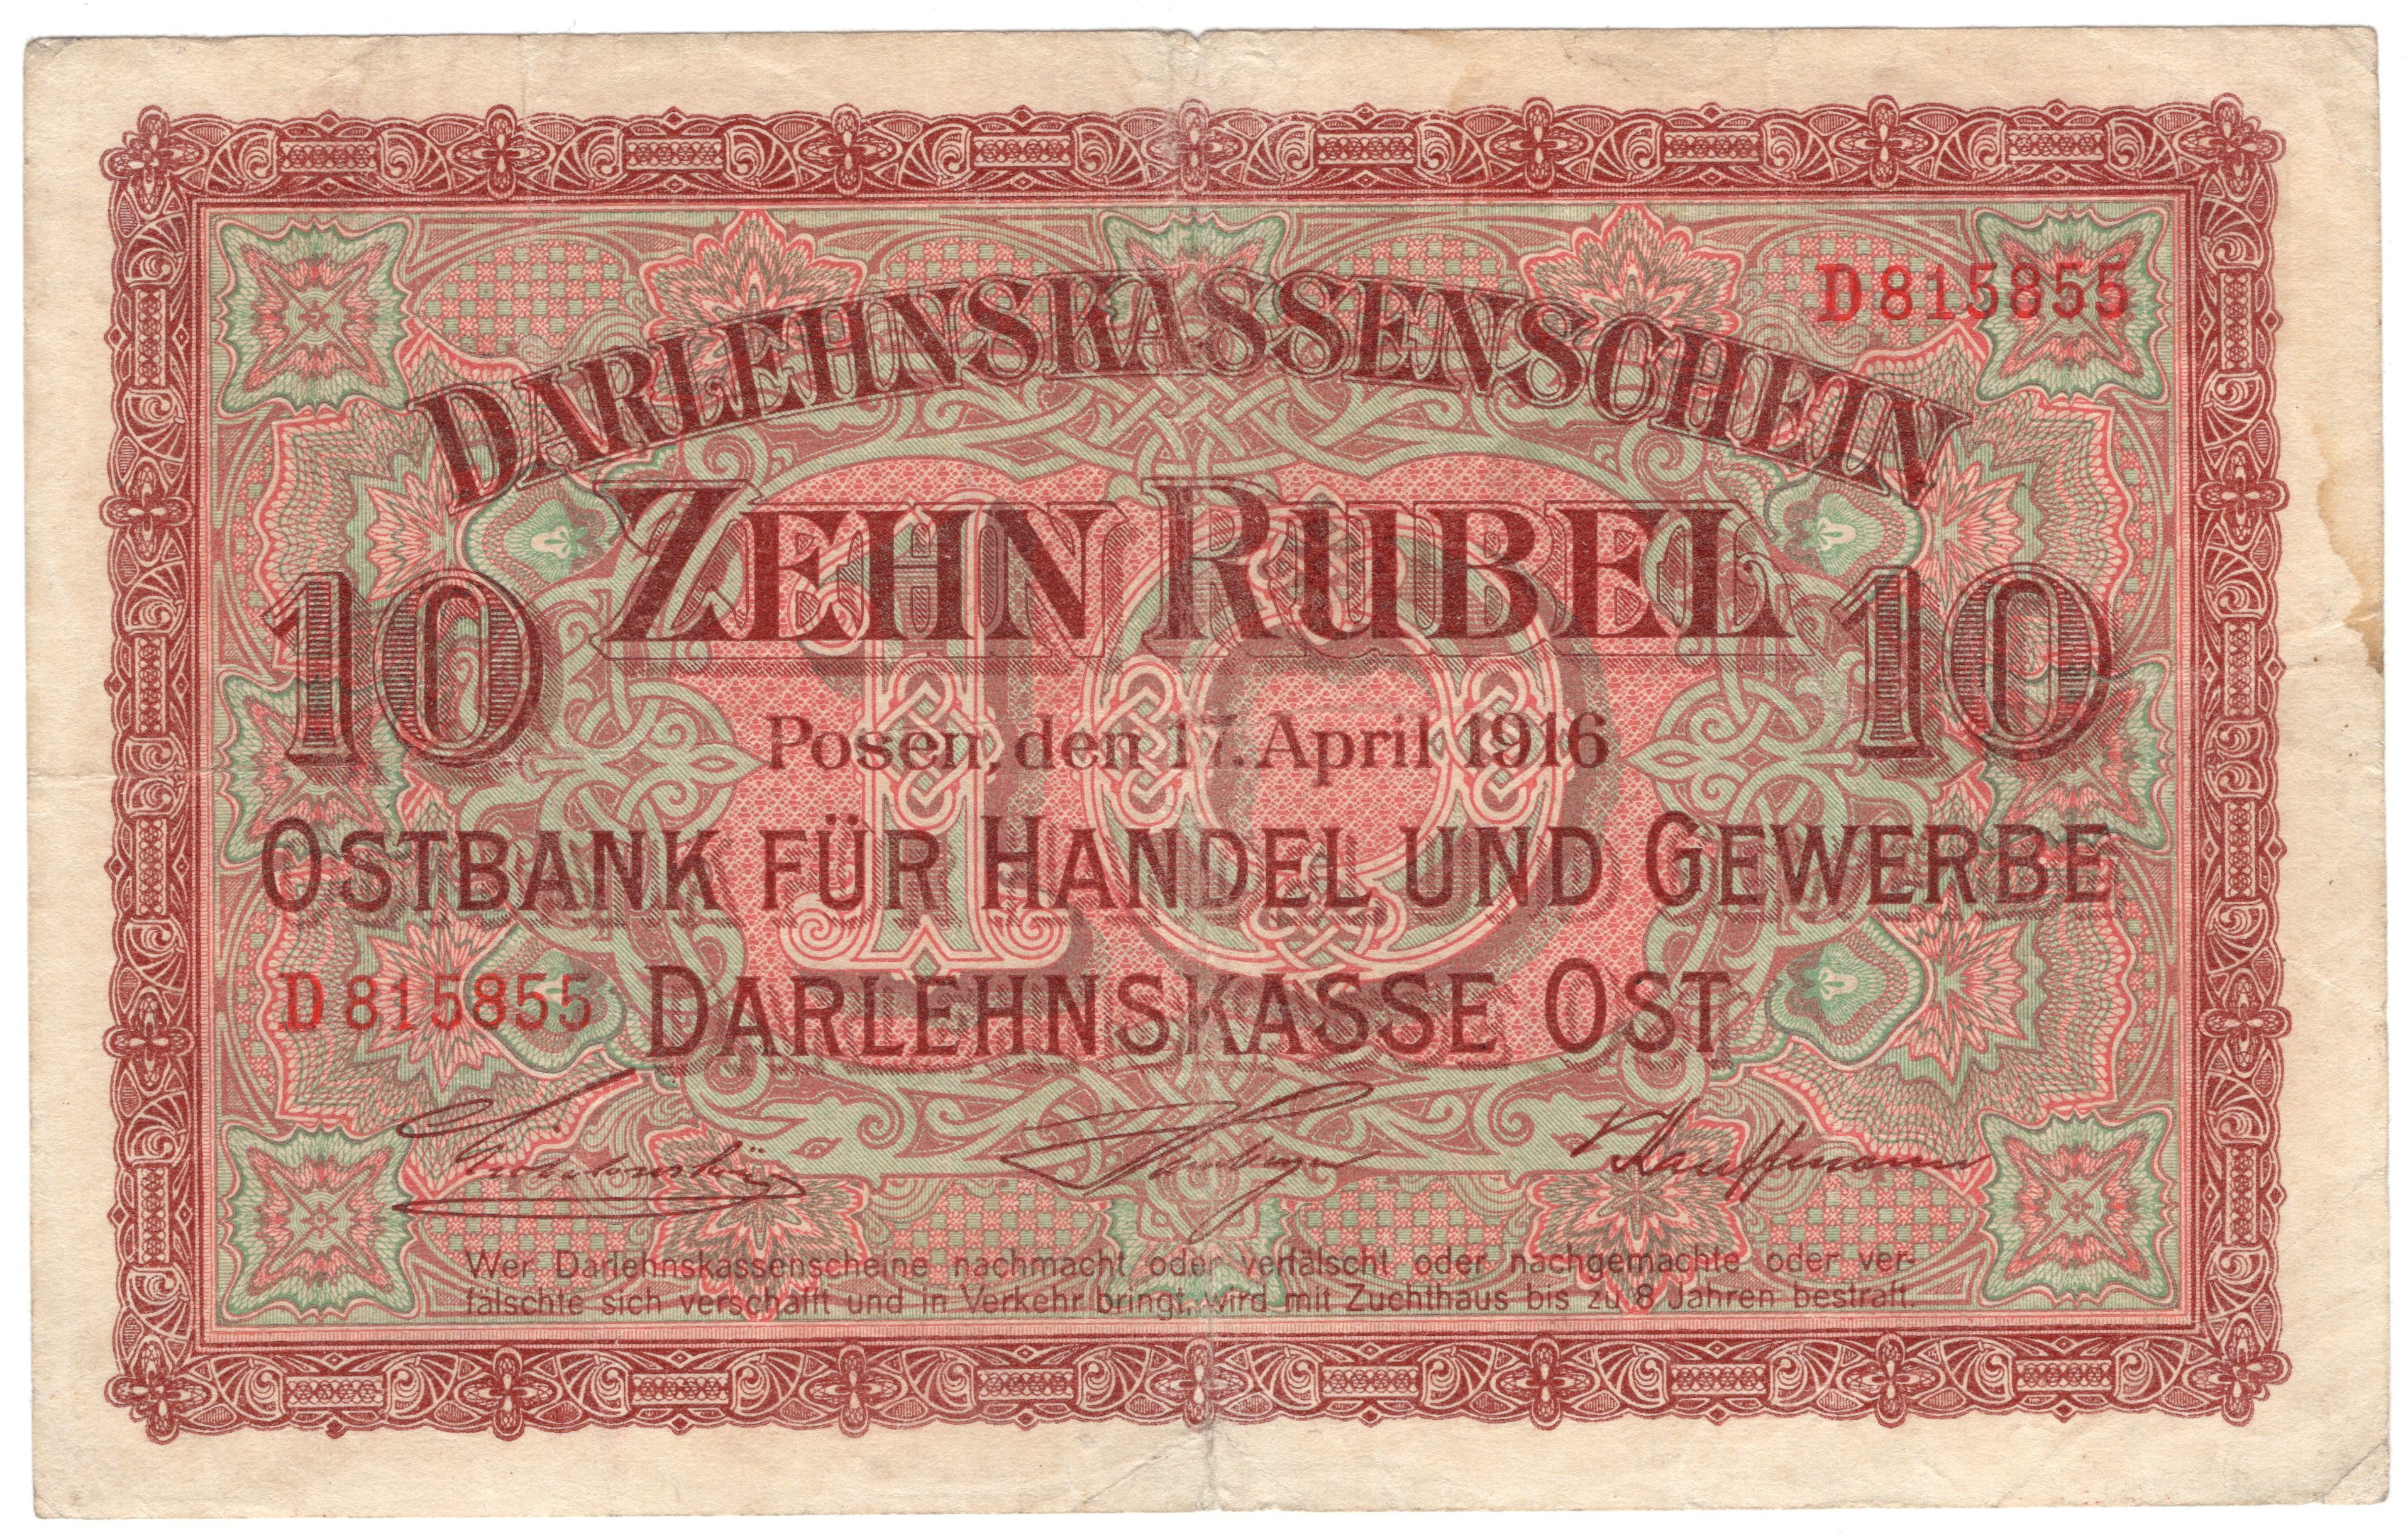 D815855
DARLEHNSKASSENSCHEIN
ZEHN RUBEL
10 10
10
Posen, den 17. April 1916
OSTBANK FÜR HANDEL UND GEWERBE
D815855 DARLEHNSKASSE OST
Kauffmann
Wer Darlehnskassenscheine nachmacht oder verfälscht oder nachgemachte oder ver-
fälschte sich verschafft und in Verkehr bringt, wird mit Zuchthaus bis zu 8 Jahren bestraft.